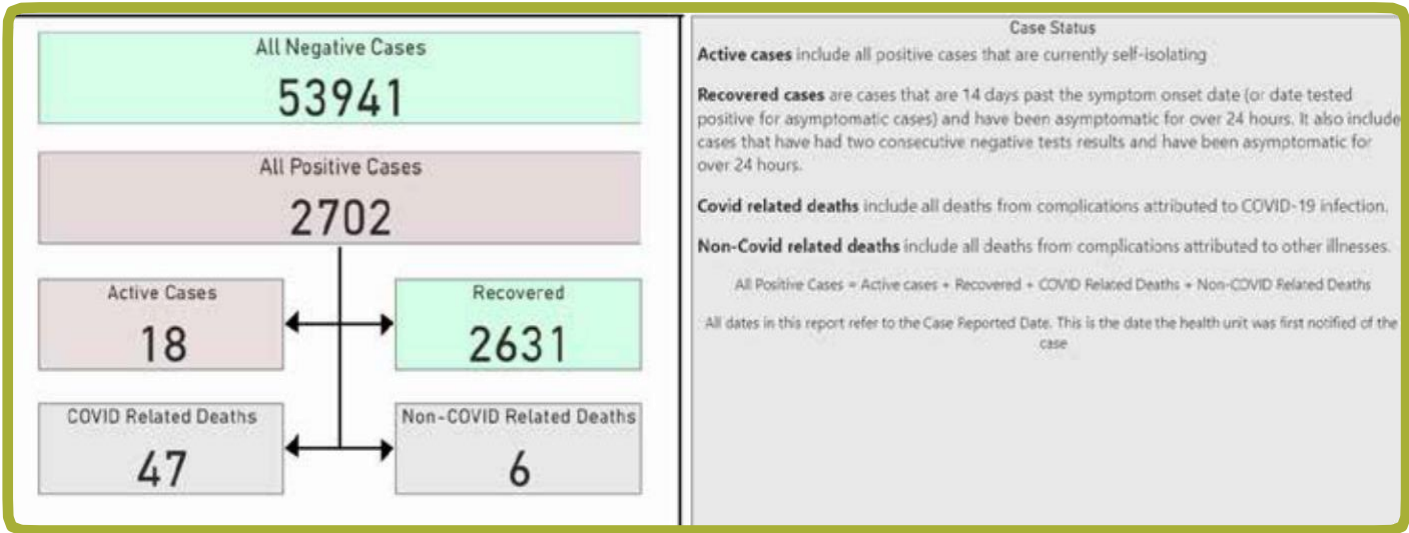 All Negative Cases
53941
All Positive Cases
2702
Active Cases
18
Recovered
2631
COVID Related Deaths
47
Non-COVID Related Deaths
6
Case Status
Active cases include all positive cases that are currently self-isolating
Recovered cases are cases that are 14 days past the symptom onset date (or date tested
positive for asymptomatic cases) and have been asymptomatic for over 24 hours. It also include
cases that have had two consecutive negative tests results and have been asymptomatic for
over 24 hours.
Covid related deaths include all deaths from complications attributed to COVID-19 infection.
Non-Covid related deaths include all deaths from complications attributed to other illnesses.
All Positive Cases = Active cases + Recovered + COVID Related Deaths + Non-COVID Related Deaths
All dates in this report refer to the Case Reported Date. This is the date the health unit was first notified of the
case